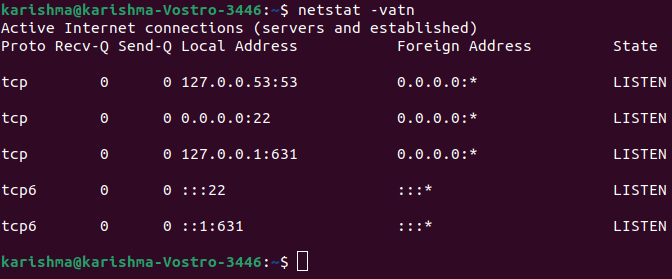 karishma@karishma-Vostro-3446:~$ netstat -vatn
Active Internet connections (servers and established)
Proto Recv-Q Send-Q Local Address           Foreign Address         State
tcp        0      0 127.0.0.53:53           0.0.0.0:*               LISTEN
tcp        0      0 0.0.0.0:22              0.0.0.0:*               LISTEN
tcp        0      0 127.0.0.1:631           0.0.0.0:*               LISTEN
tcp6       0      0 :::22                   :::*                    LISTEN
tcp6       0      0 ::1:631                 :::*                    LISTEN
karishma@karishma-Vostro-3446:~$